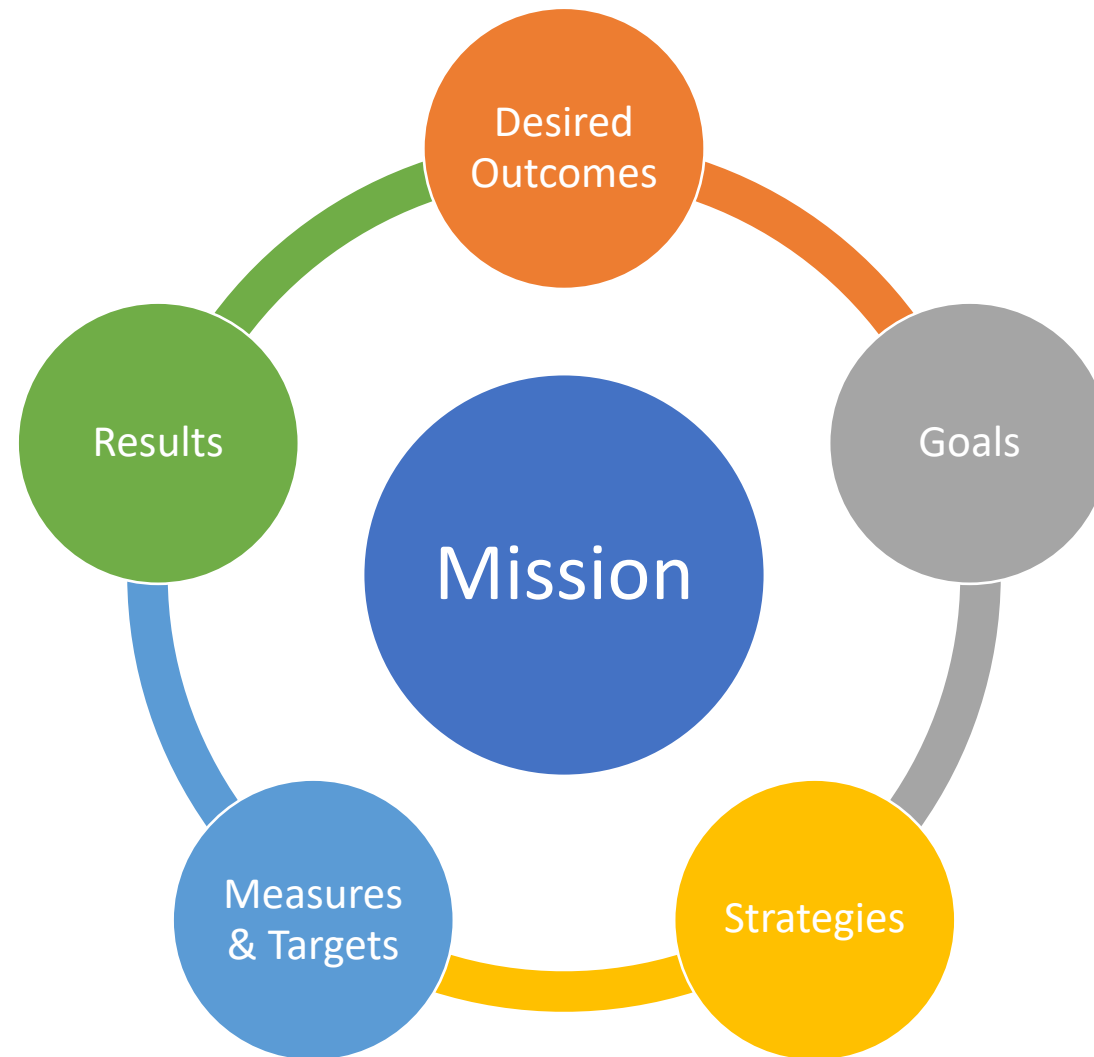 Desired
Outcomes
Goals
Strategies
Measures
& Targets
Results
Mission